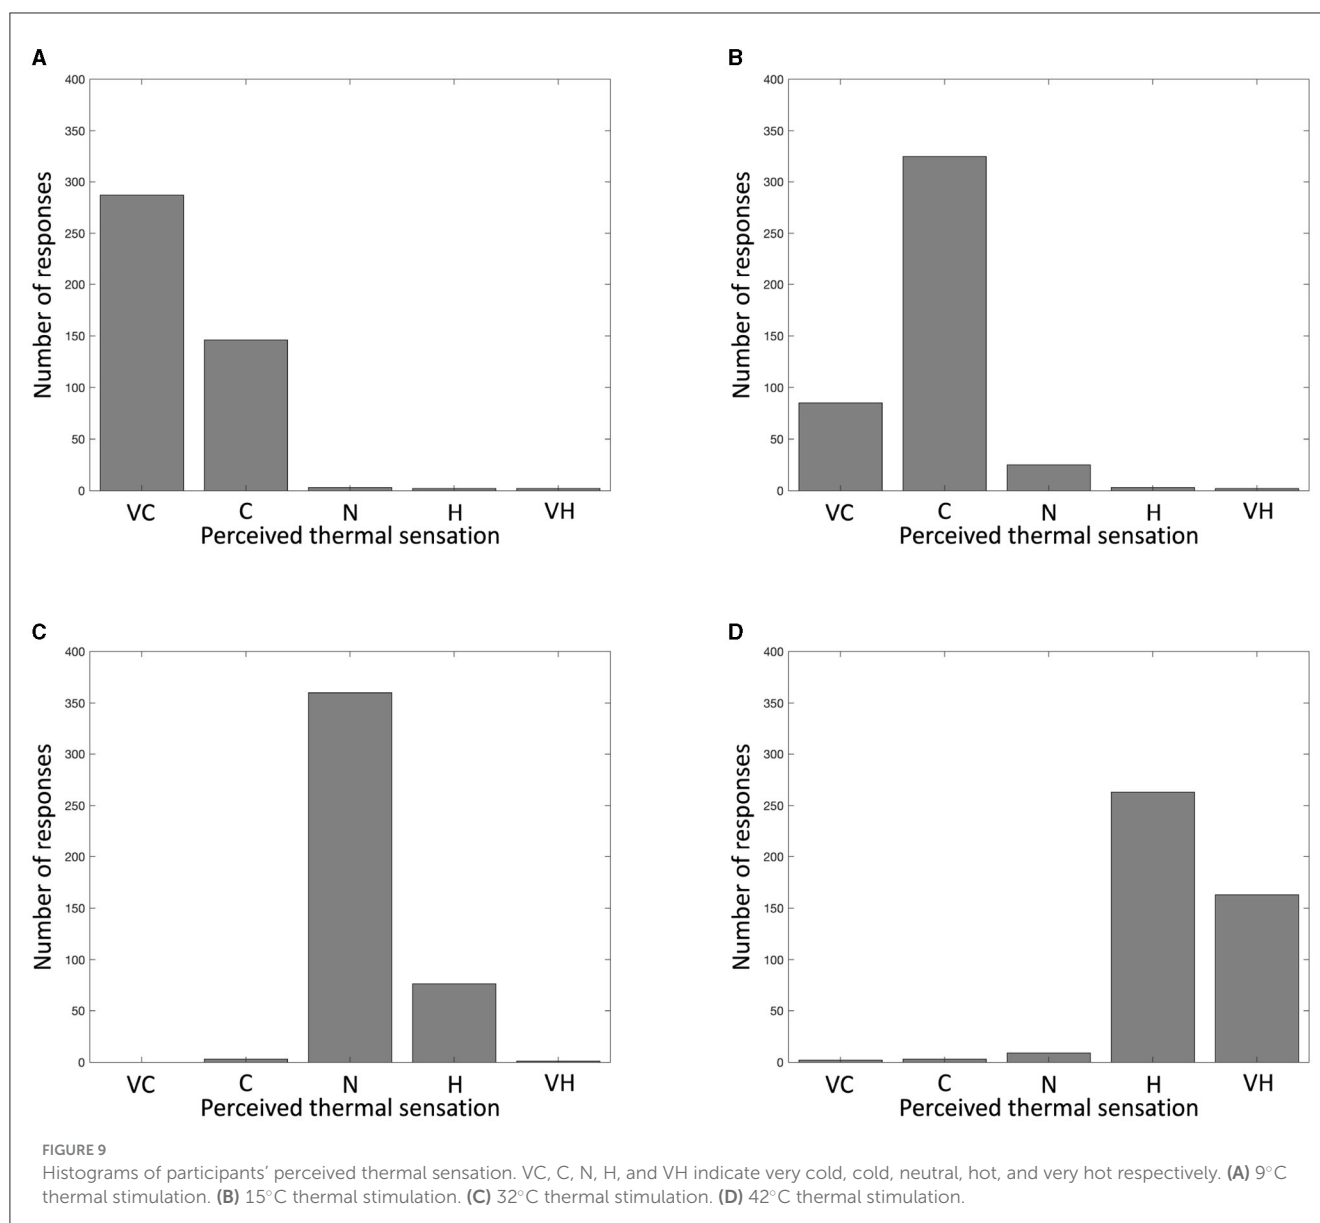 A
400
350
300
250
200
150
100
50
0
Number of responses
VC C N H VH
Perceived thermal sensation
B
400
350
300
250
200
150
100
50
0
Number of responses
VC C N H VH
Perceived thermal sensation
C
400
350
300
250
200
150
100
50
0
Number of responses
VC C N H VH
Perceived thermal sensation
D
400
350
300
250
200
150
100
50
0
Number of responses
VC C N H VH
Perceived thermal sensation
FIGURE 9
Histograms of participants’ perceived thermal sensation. VC, C, N, H, and VH indicate very cold, cold, neutral, hot, and very hot respectively. (A) 9°C
thermal stimulation. (B) 15°C thermal stimulation. (C) 32°C thermal stimulation. (D) 42°C thermal stimulation.